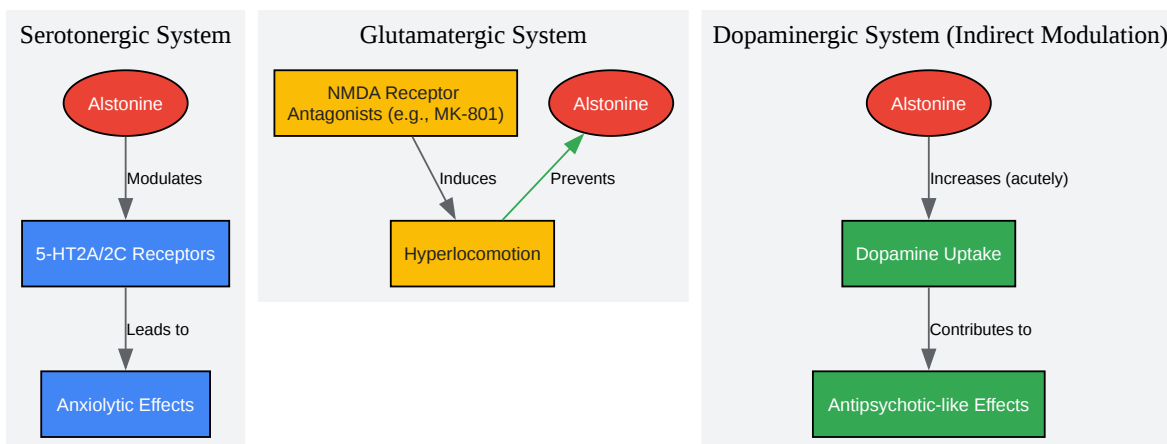 Serotonergic System
Alstonine
Modulates
5-HT2A/2C Receptors
Leads to
Anxiolytic Effects
Glutamatergic System
NMDA Receptor
Antagonists (e.g., MK-801)
Alstonine
Induces
Prevents
Hyperlocomotion
Dopaminergic System (Indirect Modulation)
Alstonine
Increases (acutely)
Dopamine Uptake
Contributes to
Antipsychotic-like Effects